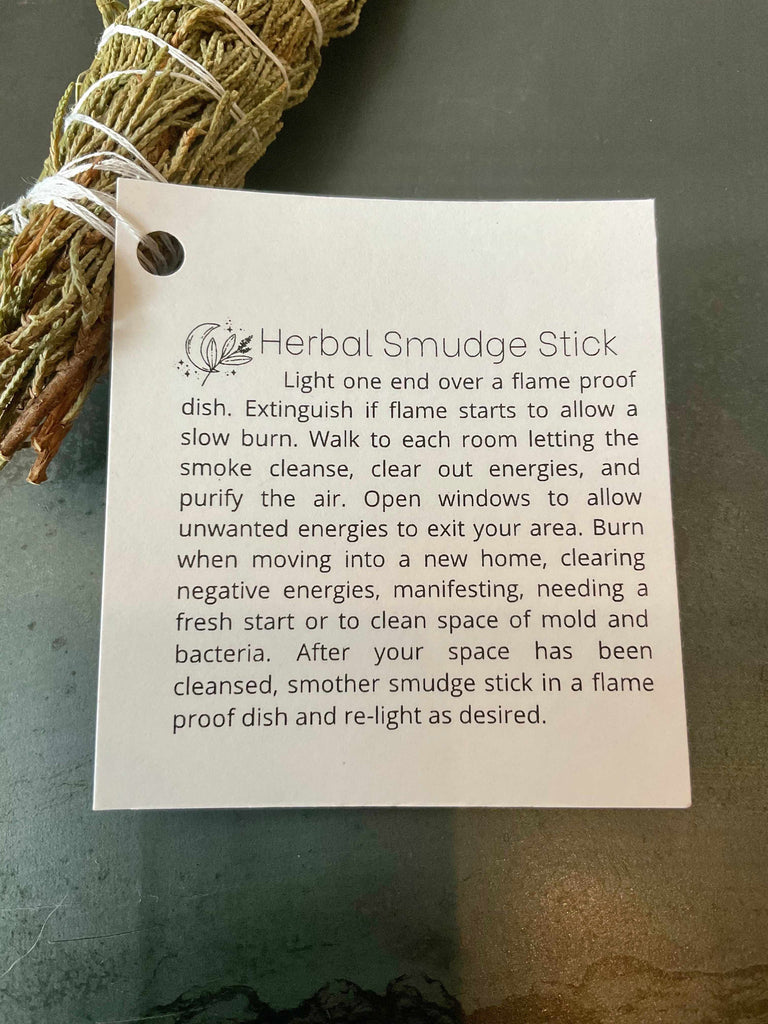 Herbal Smudge Stick
Light one end over a flame proof
dish. Extinguish if flame starts to allow a
slow burn. Walk to each room letting the
smoke cleanse, clear out energies, and
purify the air. Open windows to allow
unwanted energies to exit your area. Burn
when moving into a new home, clearing
negative energies, manifesting, needing a
fresh start or to clean space of mold and
bacteria. After your space has been
cleansed, smother smudge stick in a flame
proof dish and re-light as desired.